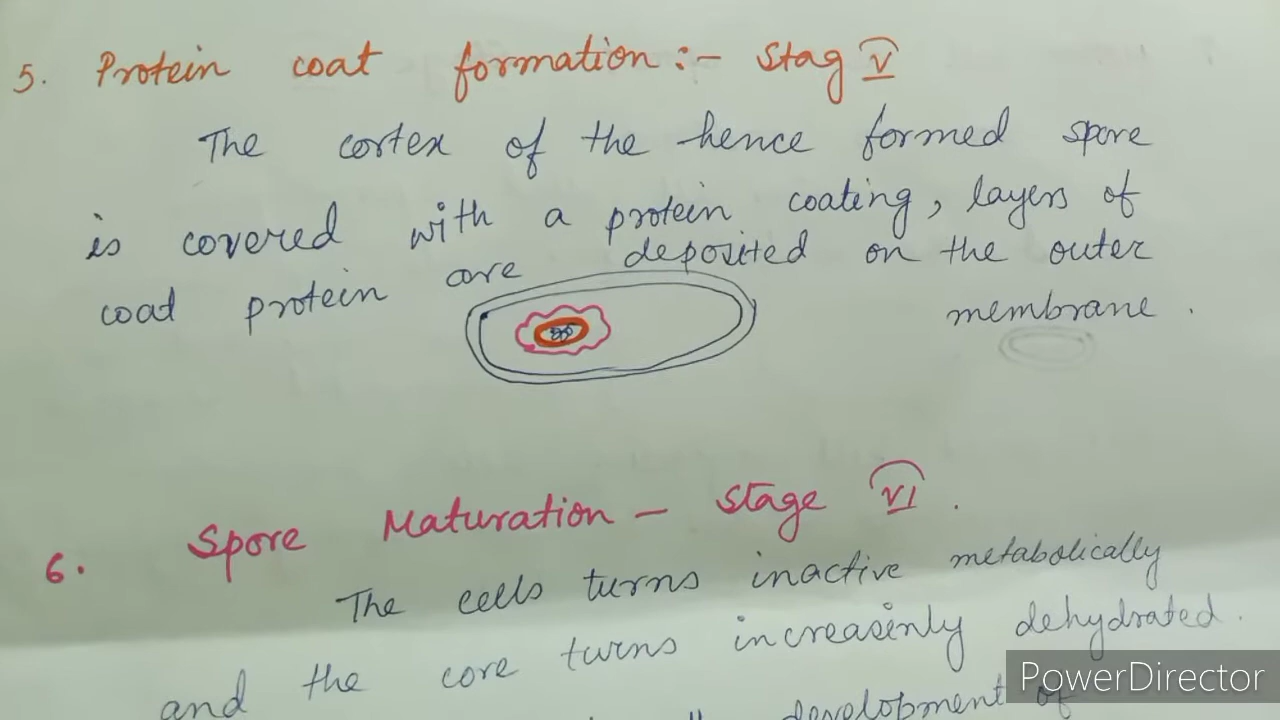 5. Protein coat formation :- Stag V
The cortex of the hence formed spore
is covered with a protein coating, layers of
coat protein are deposited on the outer
membrane.
6. Spore Maturation - Stage VI.
The cells turns inactive metabolically
and the core turns increasinly dehydrated.
development of
PowerDirector